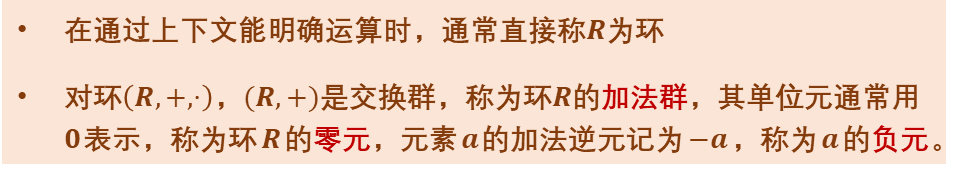 • 在通过上下文能明确运算时，通常直接称R为环
• 对环(R,+,·)，(R,+)是交换群，称为环R的加法群，其单位元通常用
0表示，称为环R的零元，元素a的加法逆元记为−a，称为a的负元。